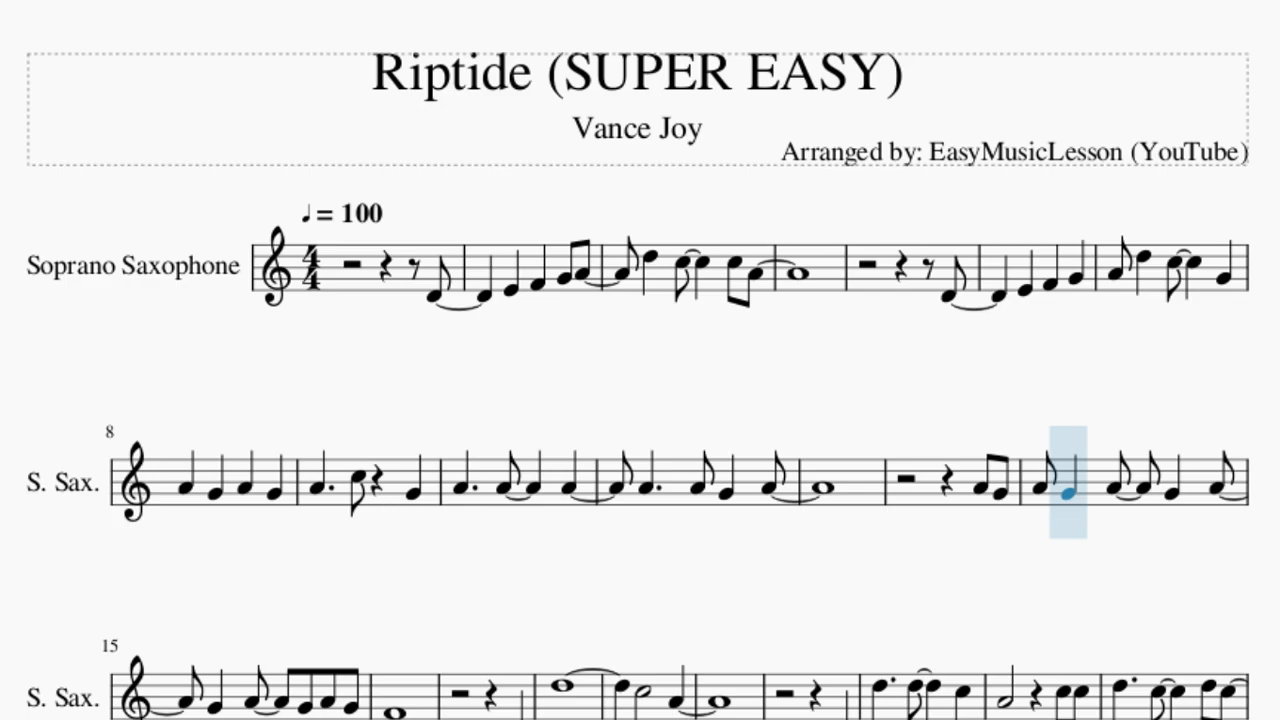 Riptide (SUPER EASY)
Vance Joy
Arranged by: EasyMusicLesson (YouTube)
♩ = 100
Soprano Saxophone
8
S. Sax.
15
S. Sax.